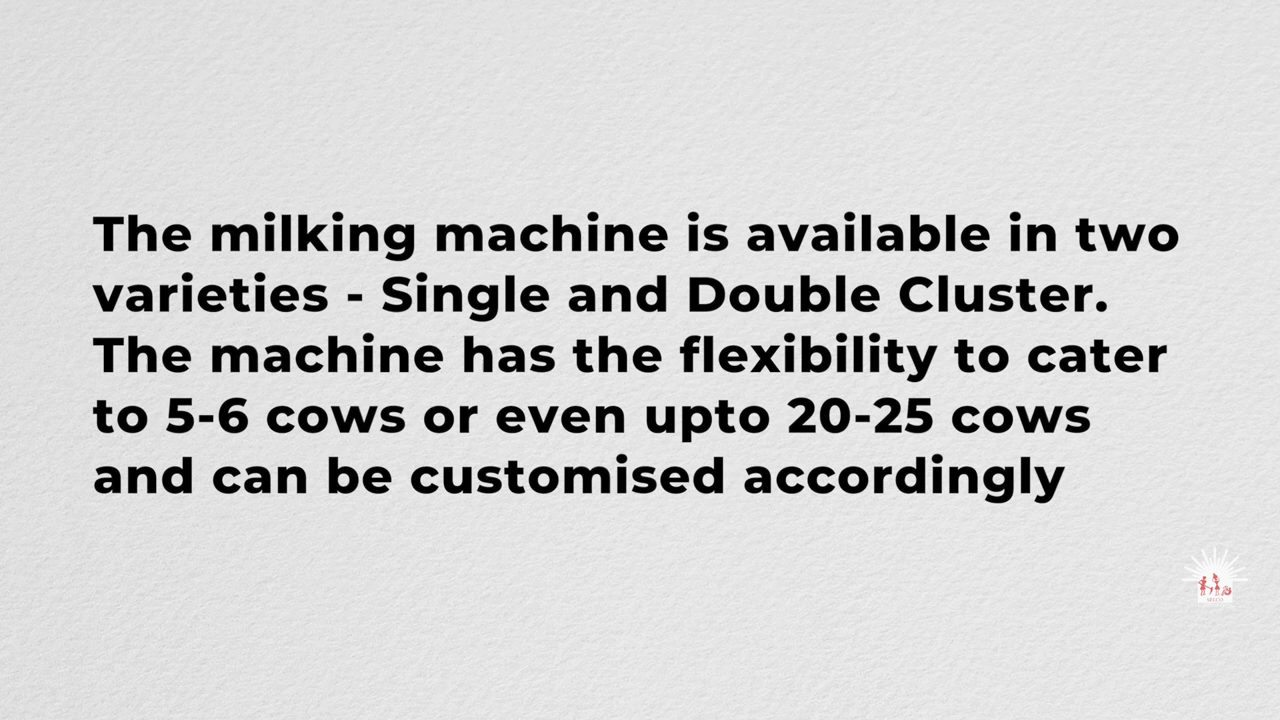 The milking machine is available in two
varieties - Single and Double Cluster.
The machine has the flexibility to cater
to 5-6 cows or even upto 20-25 cows
and can be customised accordingly
SELCO